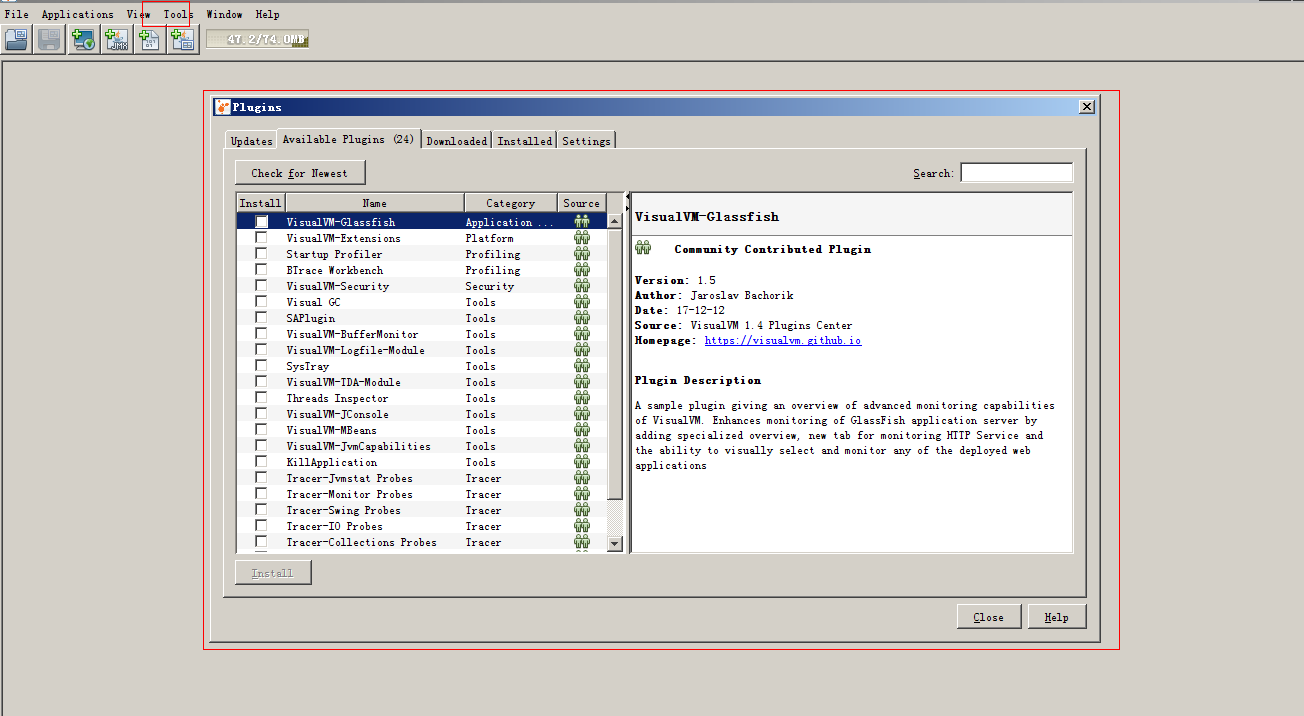 File Applications View Tools Window Help
JMX
47.2/74.0MB
Plugins
Updates Available Plugins (24) Downloaded Installed Settings
Check for Newest
Search:
Install Name Category Source
VisualVM-Glassfish Application ...
VisualVM-Extensions Platform
Startup Profiler Profiling
BTrace Workbench Profiling
VisualVM-Security Security
Visual GC Tools
SAPlugin Tools
VisualVM-BufferMonitor Tools
VisualVM-Logfile-Module Tools
SysTray Tools
VisualVM-TDA-Module Tools
Threads Inspector Tools
VisualVM-JConsole Tools
VisualVM-MBeans Tools
VisualVM-JvmCapabilities Tools
KillApplication Tools
Tracer-Jvmstat Probes Tracer
Tracer-Monitor Probes Tracer
Tracer-Swing Probes Tracer
Tracer-IO Probes Tracer
Tracer-Collections Probes Tracer
VisualVM-Glassfish
Community Contributed Plugin
Version: 1.5
Author: Jaroslav Bachorik
Date: 17-12-12
Source: VisualVM 1.4 Plugins Center
Homepage: https://visualvm.github.io
Plugin Description
A sample plugin giving an overview of advanced monitoring capabilities
of VisualVM. Enhances monitoring of GlassFish application server by
adding specialized overview, new tab for monitoring HTTP Service and
the ability to visually select and monitor any of the deployed web
applications
Install
Close Help